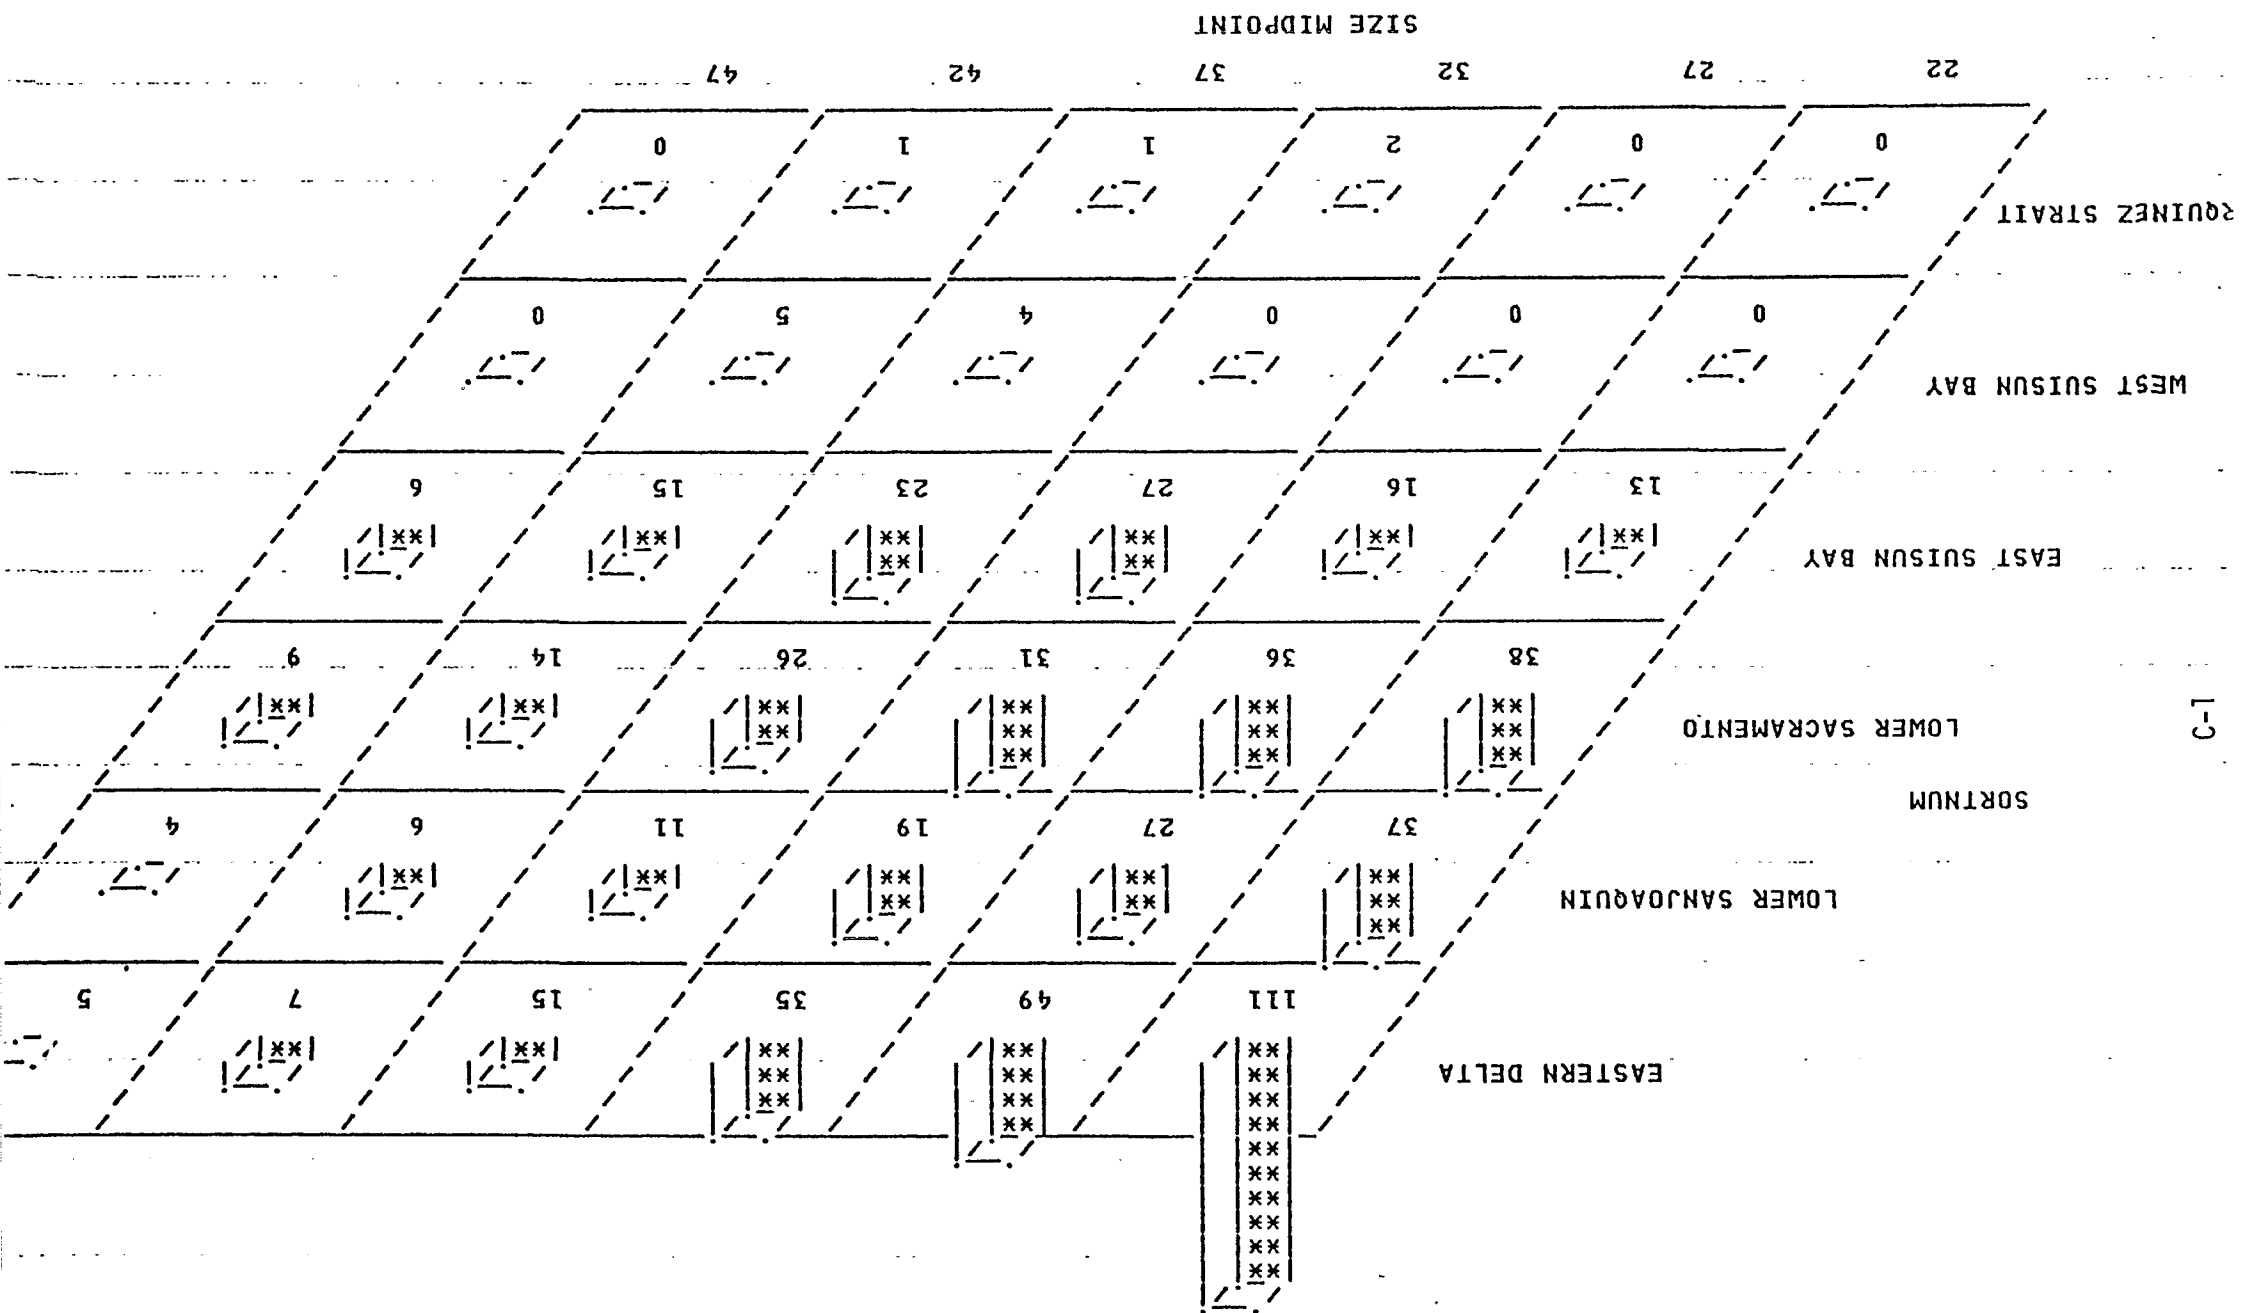 EASTERN DELTA
111 49 35 15 7 5
LOWER SANJOAQUIN
37 27 19 11 6 4
SORTNUM
LOWER SACRAMENTO
38 36 31 26 14 9
EAST SUISUN BAY
13 16 27 23 15 6
WEST SUISUN BAY
0 0 0 4 5 0
RQUINEZ STRAIT
0 0 2 1 1 0
22 27 32 37 42 47
SIZE MIDPOINT
C-1